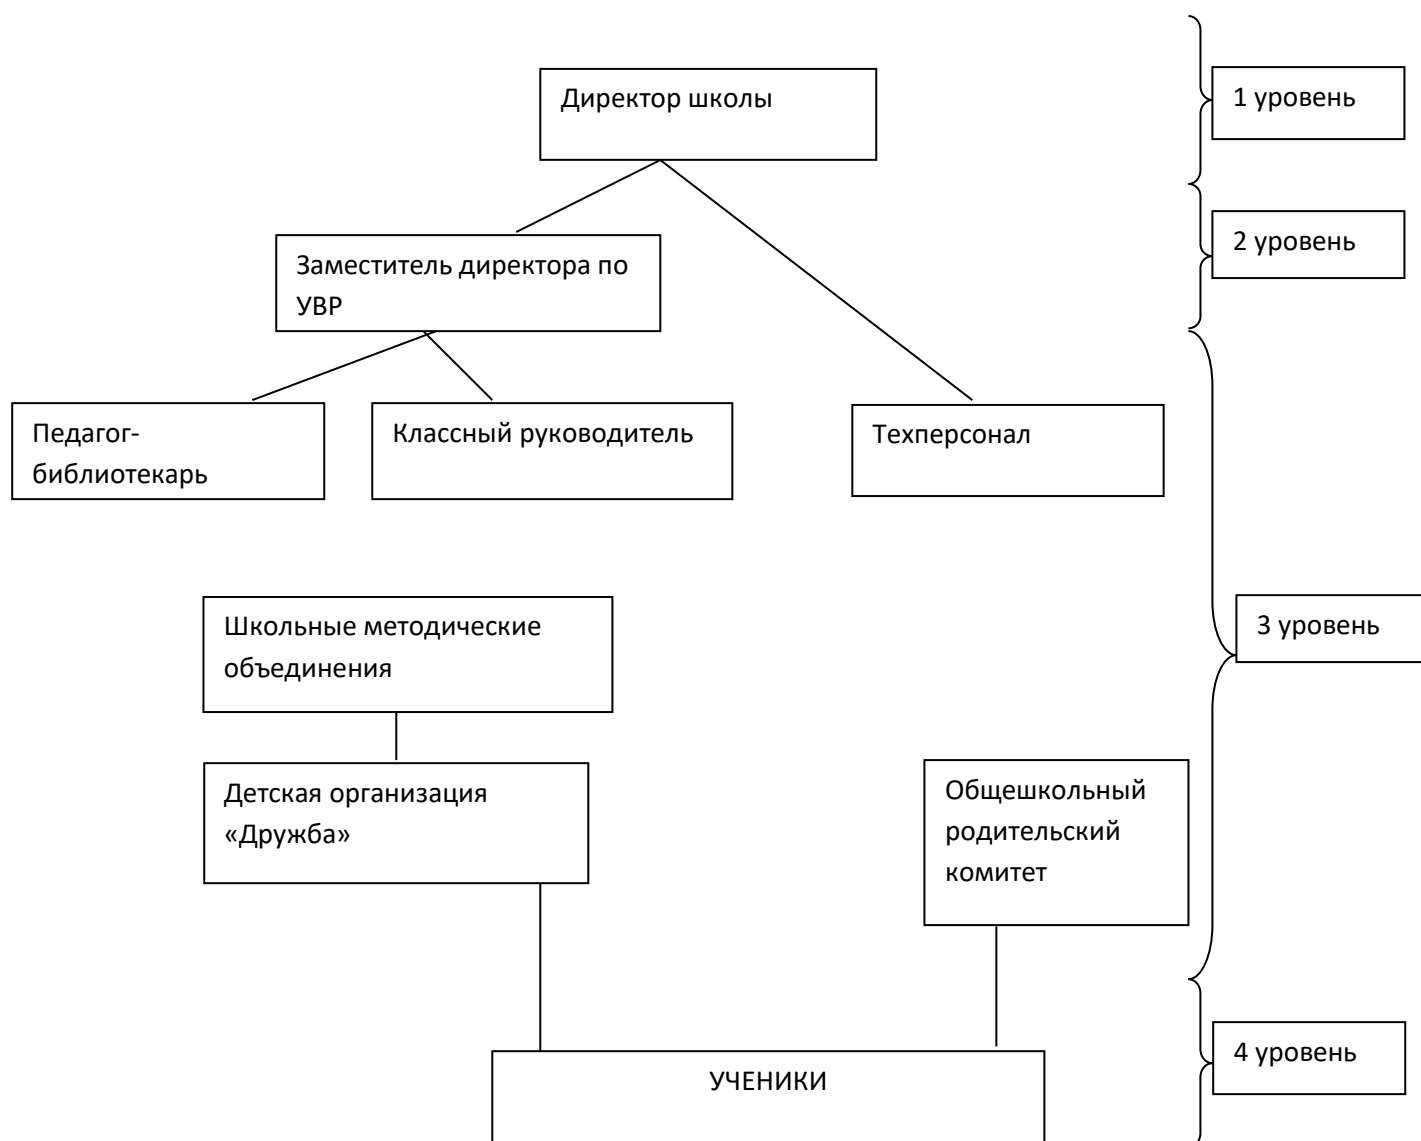 Директор школы
1 уровень
2 уровень
Заместитель директора по
УВР
Педагог-
библиотекарь
Классный руководитель
Техперсонал
Школьные методические
объединения
3 уровень
Детская организация
«Дружба»
Общешкольный
родительский
комитет
4 уровень
УЧЕНИКИ